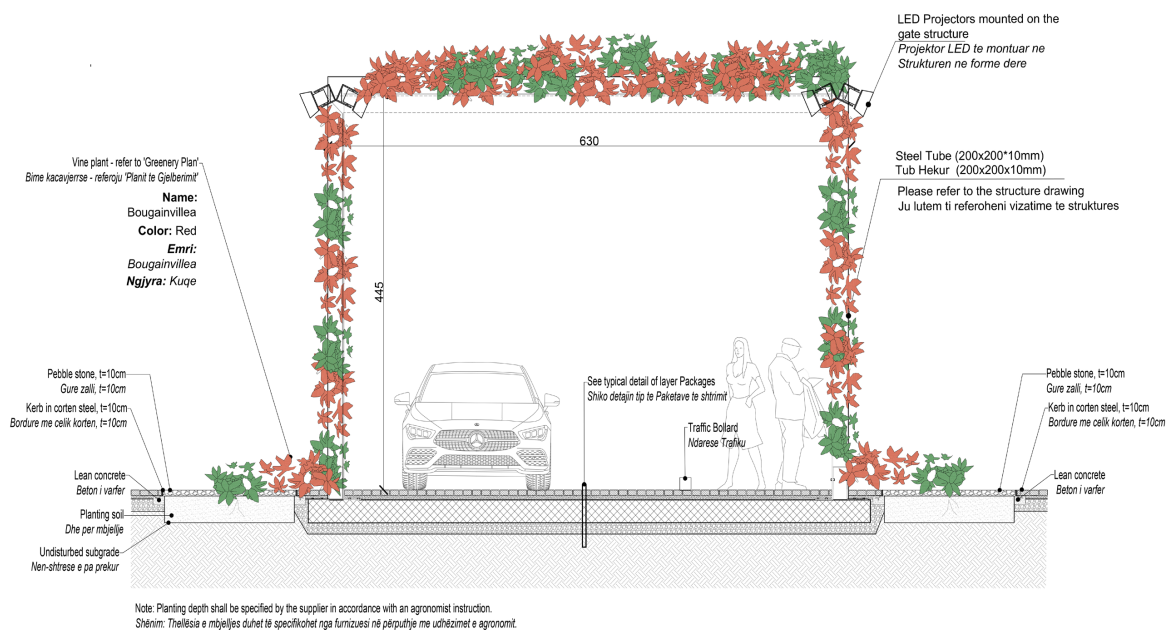 LED Projectors mounted on the
gate structure
Projektor LED te montuar ne
Strukturen ne forme dere
630
Vine plant - refer to 'Greenery Plan'
Bime kacavjerrse - referoju 'Planit te Gjelberimit'
Name:
Bougainvillea
Color: Red
Emri:
Bougainvillea
Ngjyra: Kuqe
Steel Tube (200x200*10mm)
Tub Hekur (200x200x10mm)
Please refer to the structure drawing
Ju lutem ti referoheni vizatime te struktures
445
Pebble stone, t=10cm
Gure zalli, t=10cm
Kerb in corten steel, t=10cm
Bordure me celik korten, t=10cm
Lean concrete
Beton i varfer
Planting soil
Dhe per mbjellje
Undisturbed subgrade
Nen-shtrese e pa prekur
See typical detail of layer Packages
Shiko detajin tip te Paketave te shtrimit
Traffic Bollard
Ndarese Trafiku
Pebble stone, t=10cm
Gure zalli, t=10cm
Kerb in corten steel, t=10cm
Bordure me celik korten, t=10cm
Lean concrete
Beton i varfer
Note: Planting depth shall be specified by the supplier in accordance with an agronomist instruction.
Shënim: Thellësia e mbjelljes duhet të specifikohet nga furnizuesi në përputhje me udhëzimet e agronomit.